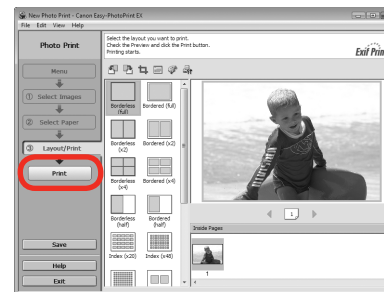 New Photo Print - Canon Easy-PhotoPrint EX
File Edit View Help
Photo Print
Select the layout you want to print.
Check the Preview and click the Print button.
Printing starts.
Exif Prin
Menu
1 Select Images
2 Select Paper
3 Layout/Print
Print
Save
Help
Exit
Borderless (full)
Bordered (full)
Borderless (x2)
Bordered (x2)
Borderless (x4)
Bordered (x4)
Borderless (half)
Bordered (half)
Index (x20)
Index (x48)
1
Inside Pages
1